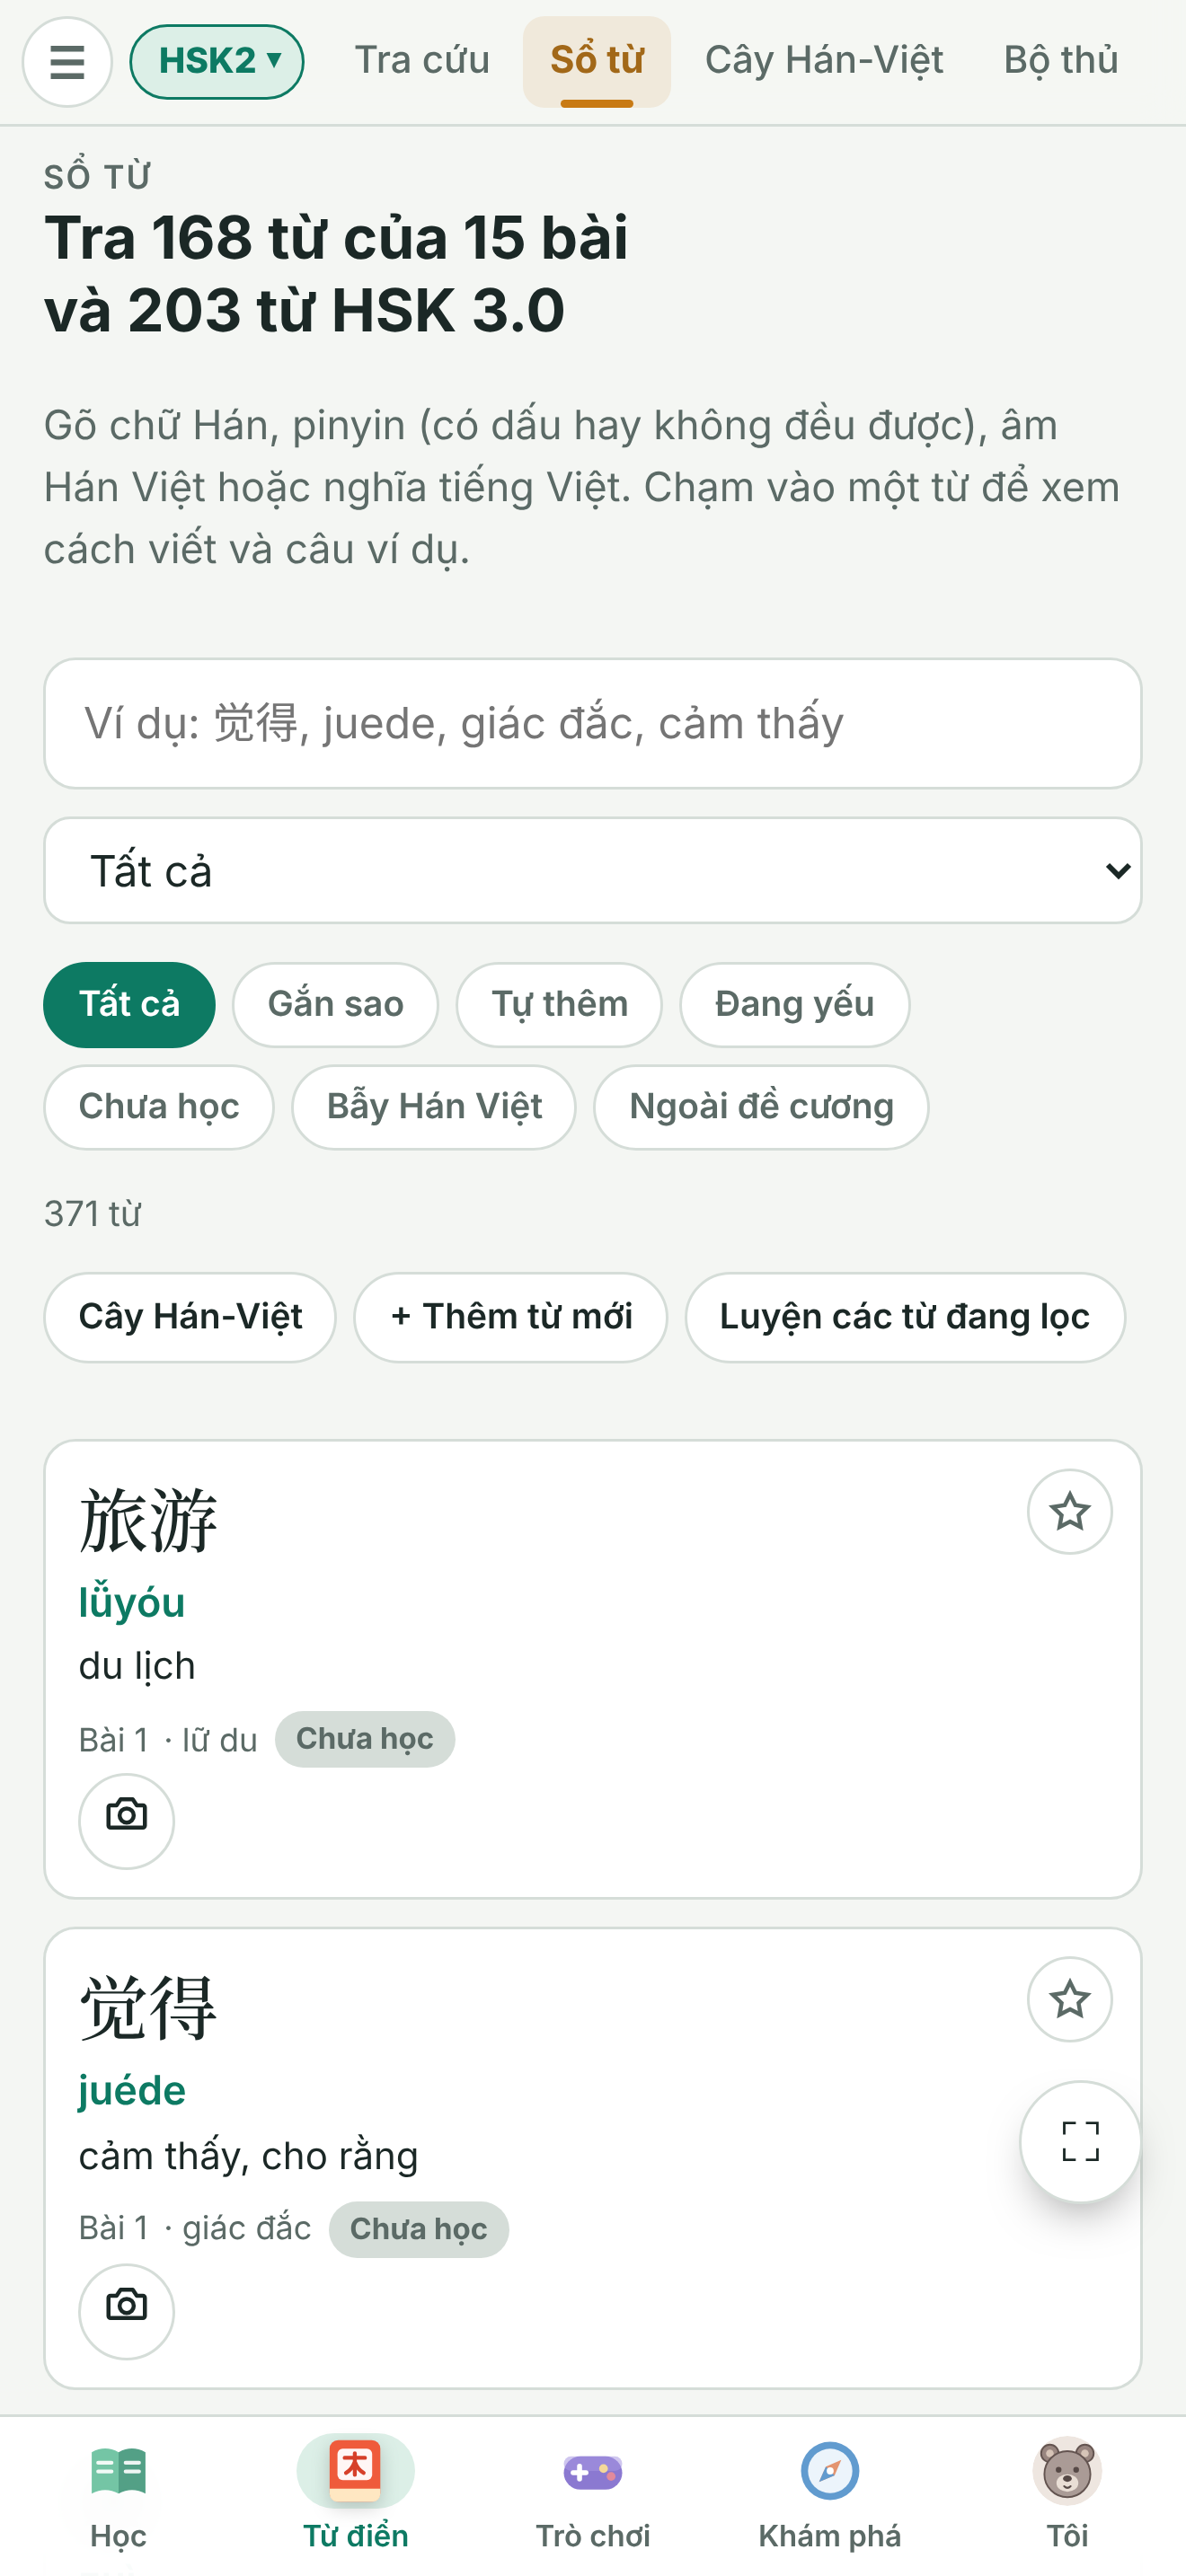 HSK2 ▾ Tra cứu Sổ từ Cây Hán-Việt Bộ thủ
SỔ TỪ
Tra 168 từ của 15 bài
và 203 từ HSK 3.0
Gõ chữ Hán, pinyin (có dấu hay không đều được), âm
Hán Việt hoặc nghĩa tiếng Việt. Chạm vào một từ để xem
cách viết và câu ví dụ.
Ví dụ: 觉得, juede, giác đắc, cảm thấy
Tất cả
Tất cả Gắn sao Tự thêm Đang yếu
Chưa học Bẫy Hán Việt Ngoài đề cương
371 từ
Cây Hán-Việt + Thêm từ mới Luyện các từ đang lọc
旅游
lǚyóu
du lịch
Bài 1 · lữ du Chưa học
觉得
juéde
cảm thấy, cho rằng
Bài 1 · giác đắc Chưa học
Học Từ điển Trò chơi Khám phá Tôi